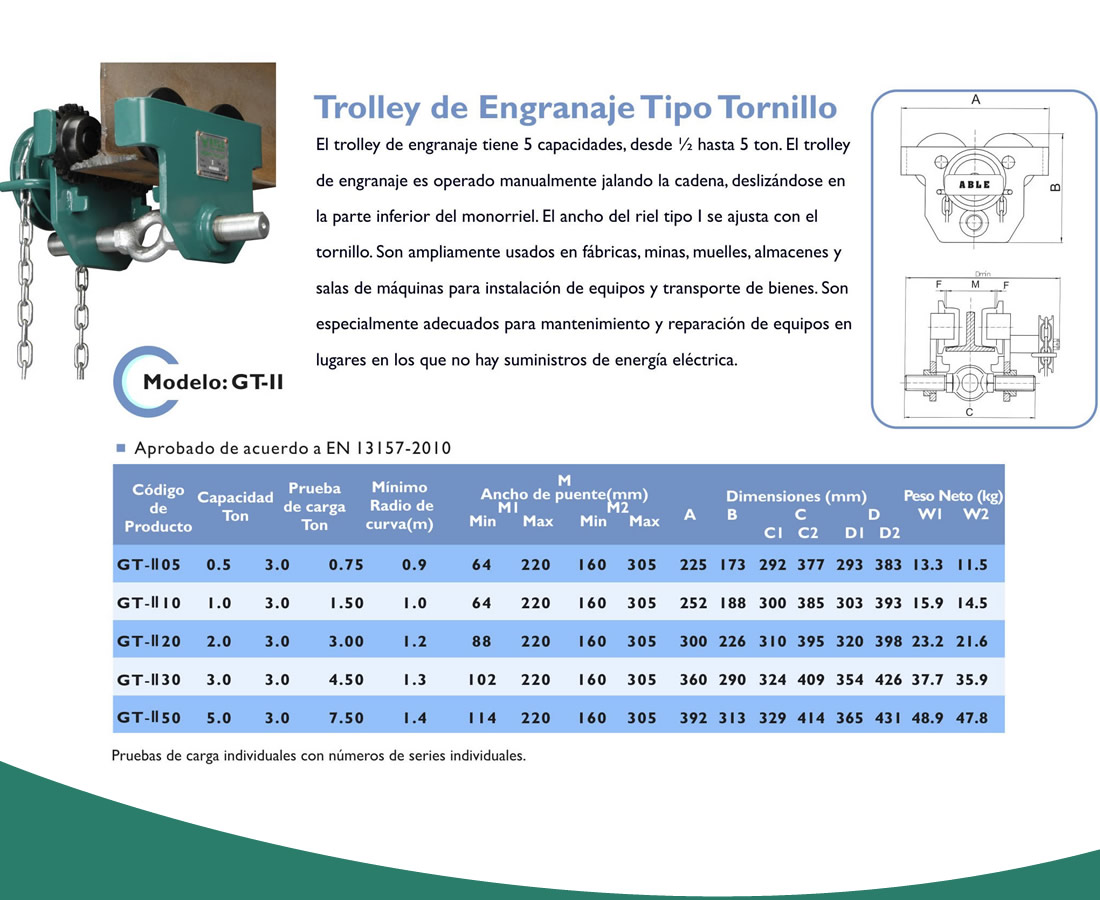 Trolley de Engranaje Tipo Tornillo
El trolley de engranaje tiene 5 capacidades, desde ½ hasta 5 ton. El trolley
de engranaje es operado manualmente jalando la cadena, deslizándose en
la parte inferior del monorriel. El ancho del riel tipo I se ajusta con el
tornillo. Son ampliamente usados en fábricas, minas, muelles, almacenes y
salas de máquinas para instalación de equipos y transporte de bienes. Son
especialmente adecuados para mantenimiento y reparación de equipos en
lugares en los que no hay suministros de energía eléctrica.
A
B
ABLE
Dmin
F M F
C
Modelo: GT-II
Aprobado de acuerdo a EN 13157-2010
Código de Producto
Capacidad Ton
Prueba de carga Ton
Mínimo Radio de curva(m)
M
Ancho de puente(mm)
M1 M2
Min Max Min Max
Dimensiones (mm)
A B C D
C1 C2 D1 D2
Peso Neto (kg)
W1 W2
GT-II05 0.5 3.0 0.75 0.9 64 220 160 305 225 173 292 377 293 383 13.3 11.5
GT-II10 1.0 3.0 1.50 1.0 64 220 160 305 252 188 300 385 303 393 15.9 14.5
GT-II20 2.0 3.0 3.00 1.2 88 220 160 305 300 226 310 395 320 398 23.2 21.6
GT-II30 3.0 3.0 4.50 1.3 102 220 160 305 360 290 324 409 354 426 37.7 35.9
GT-II50 5.0 3.0 7.50 1.4 114 220 160 305 392 313 329 414 365 431 48.9 47.8
Pruebas de carga individuales con números de series individuales.